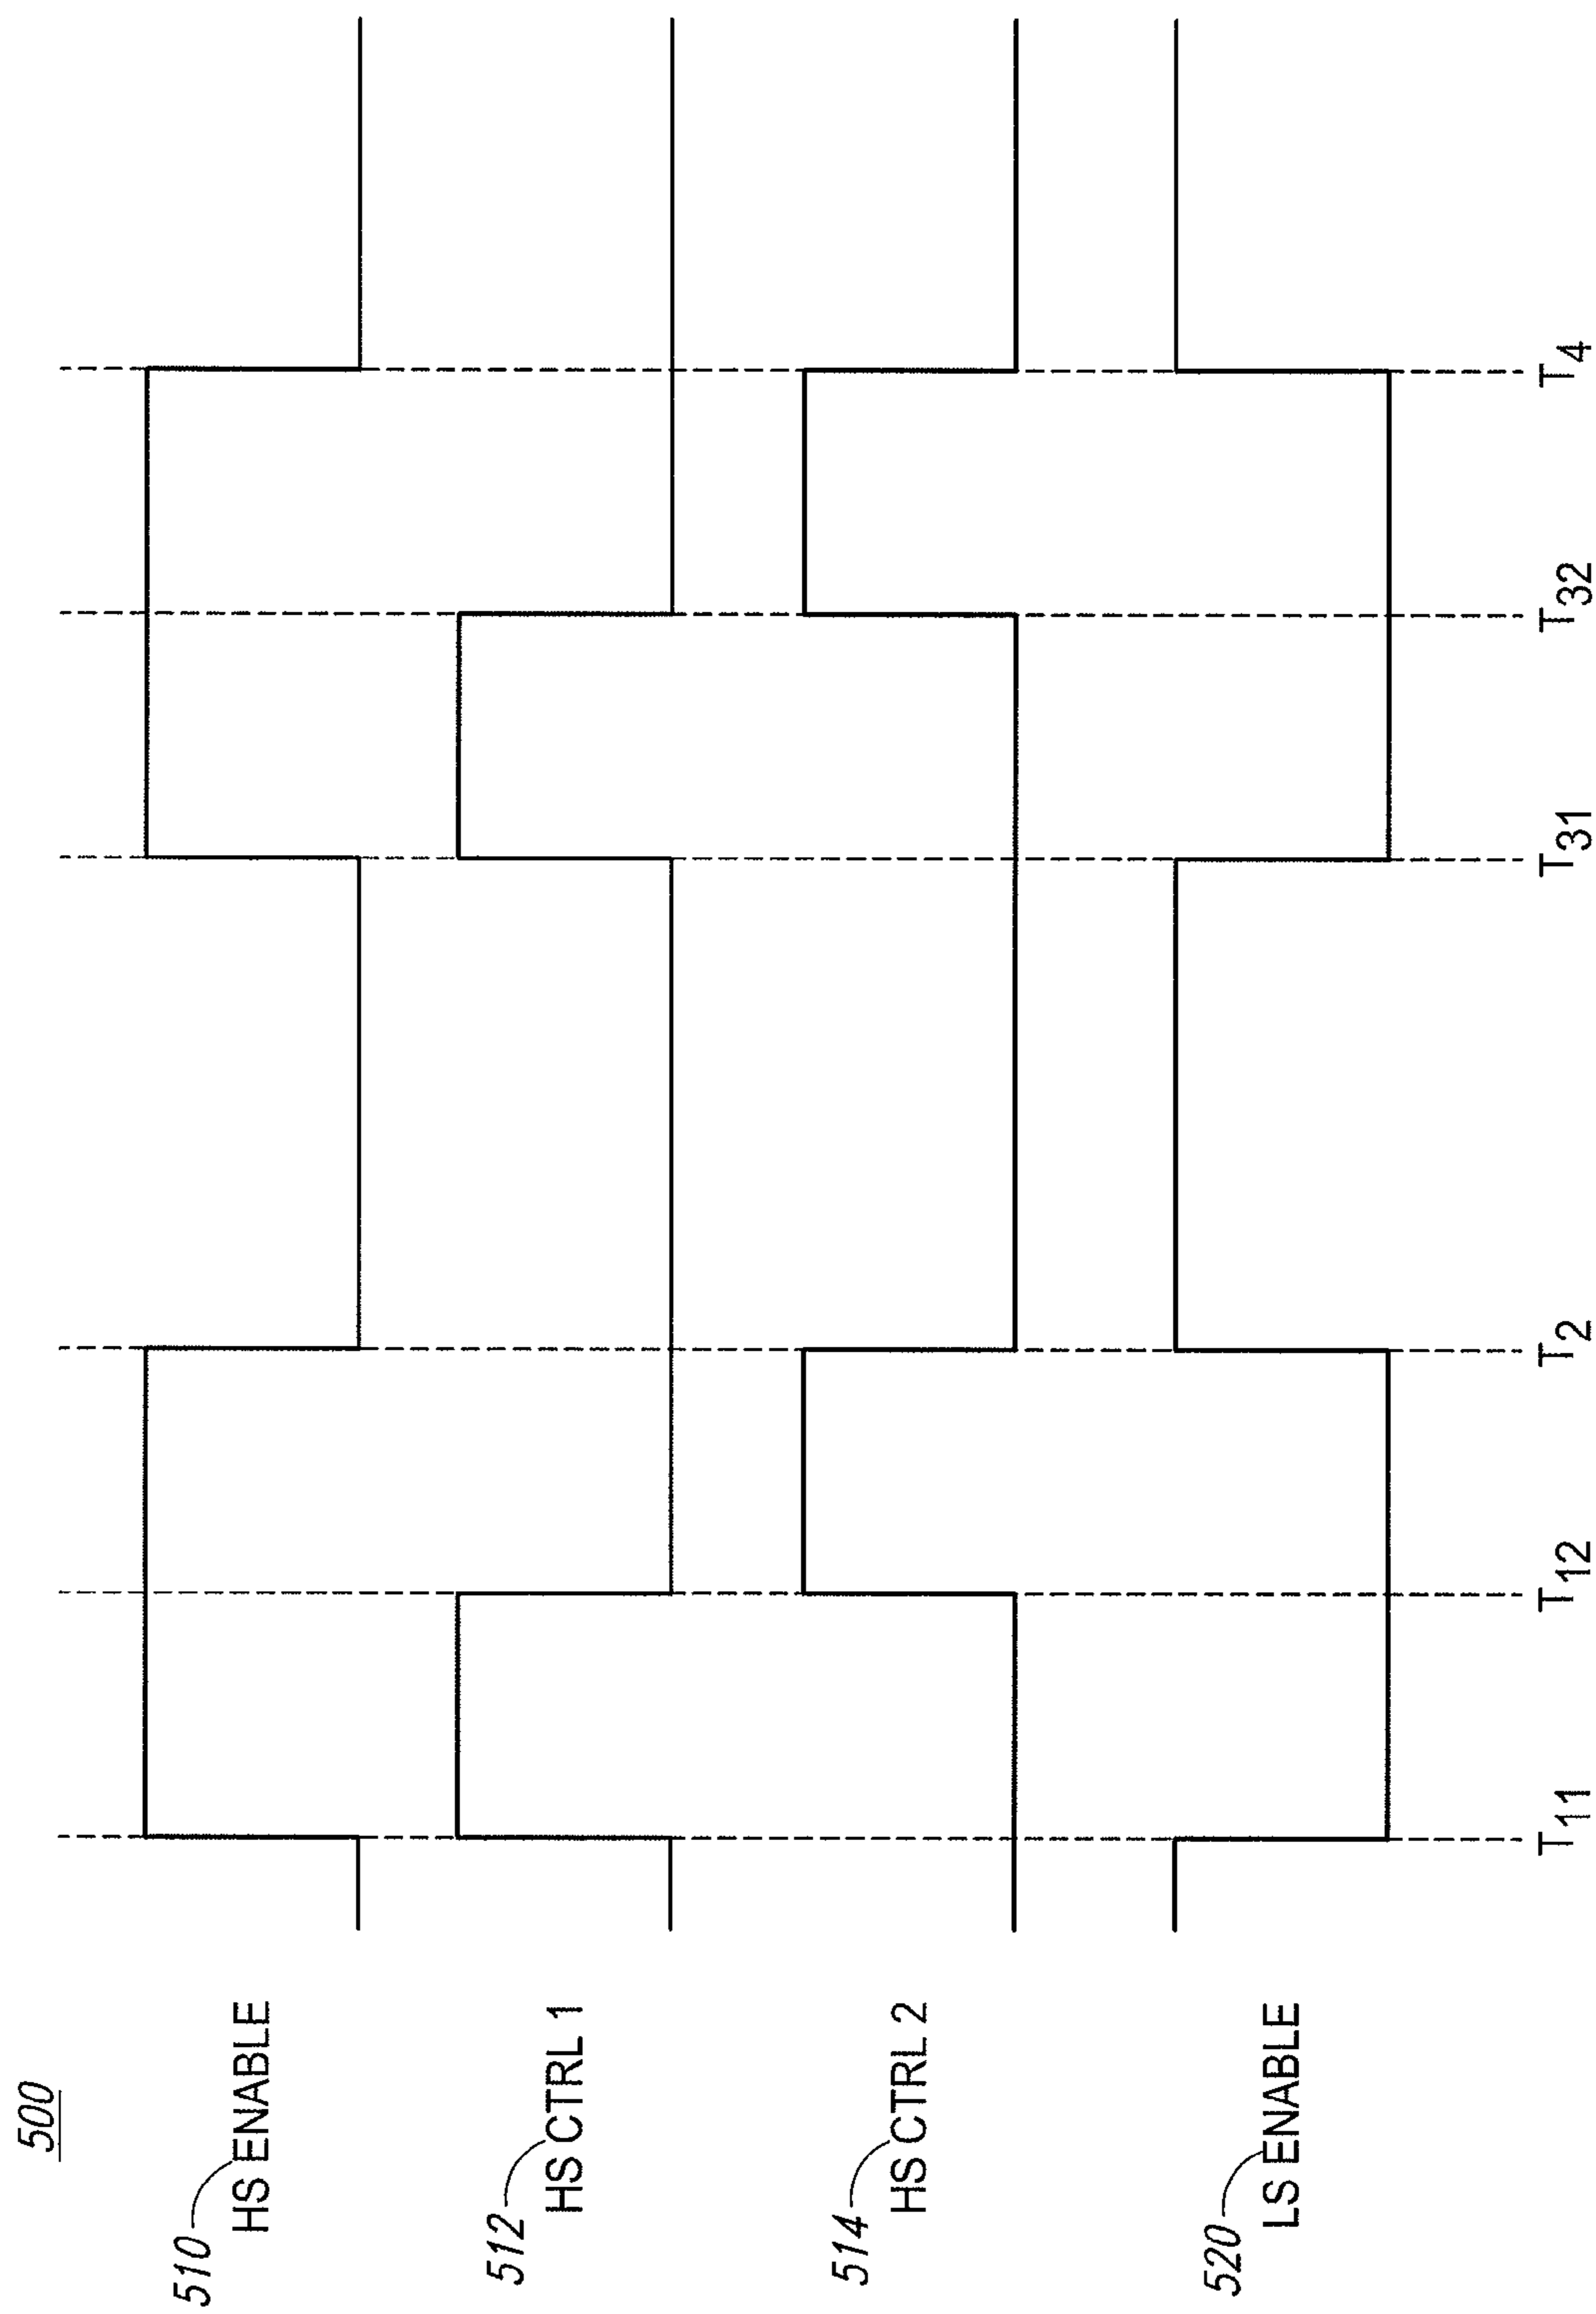 500
510
HS ENABLE
512
HS CTRL 1
514
HS CTRL 2
520
LS ENABLE
T11
T12
T2
T31
T32
T4